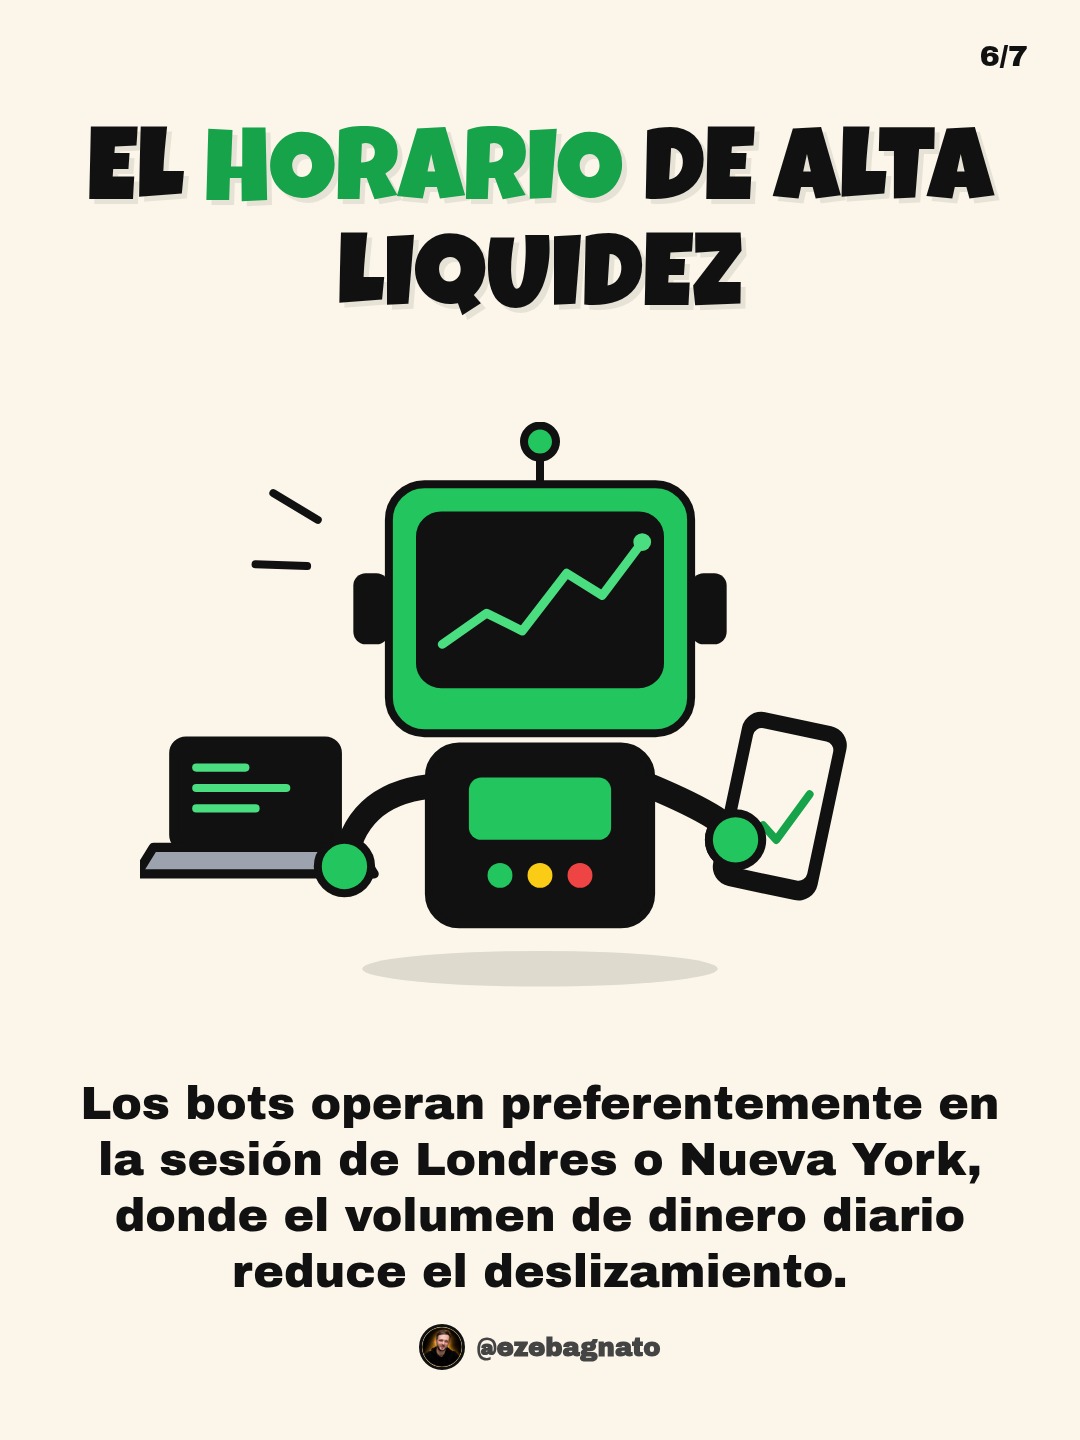 6/7
EL HORARIO DE ALTA
LIQUIDEZ
Los bots operan preferentemente en
la sesión de Londres o Nueva York,
donde el volumen de dinero diario
reduce el deslizamiento.
@ezebagnato